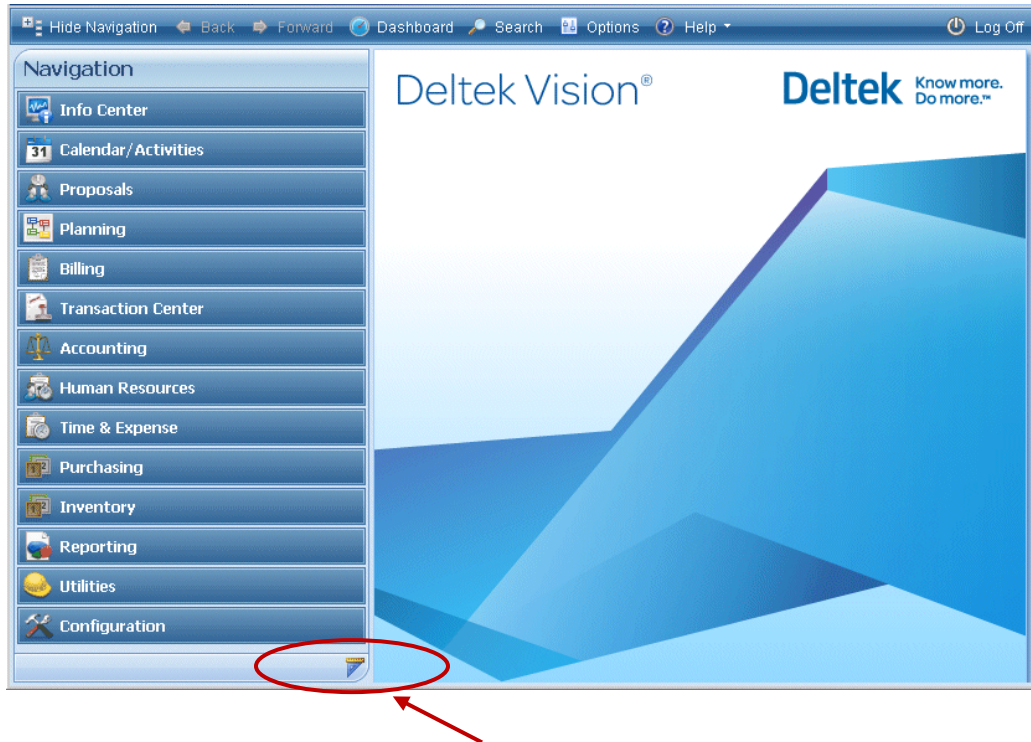 Hide Navigation Back Forward Dashboard Search Options Help Log Off
Navigation
Deltek Vision®
Deltek Know more.
Do more.™
Info Center
31 Calendar/Activities
Proposals
Planning
Billing
Transaction Center
Accounting
Human Resources
Time & Expense
Purchasing
Inventory
Reporting
Utilities
Configuration